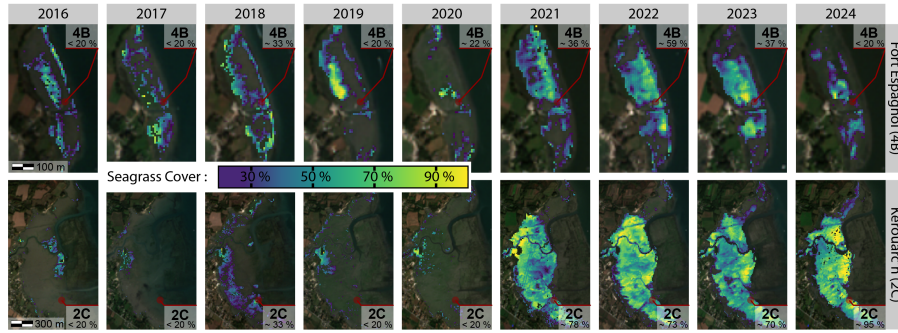 2016 2017 2018 2019 2020 2021 2022 2023 2024
4B 4B 4B 4B 4B 4B 4B 4B 4B
< 20 % < 20 % ~ 33 % < 20 % ~ 22 % ~ 36 % ~ 59 % ~ 37 % < 20 %
Fort Espagnol (4B)
100 m
Seagrass Cover : 30 % 50 % 70 % 90 %
300 m
2C 2C 2C 2C 2C 2C 2C 2C 2C
< 20 % < 20 % ~ 33 % < 20 % < 20 % ~ 78 % ~ 73 % ~ 70 % ~ 95 %
(2C)